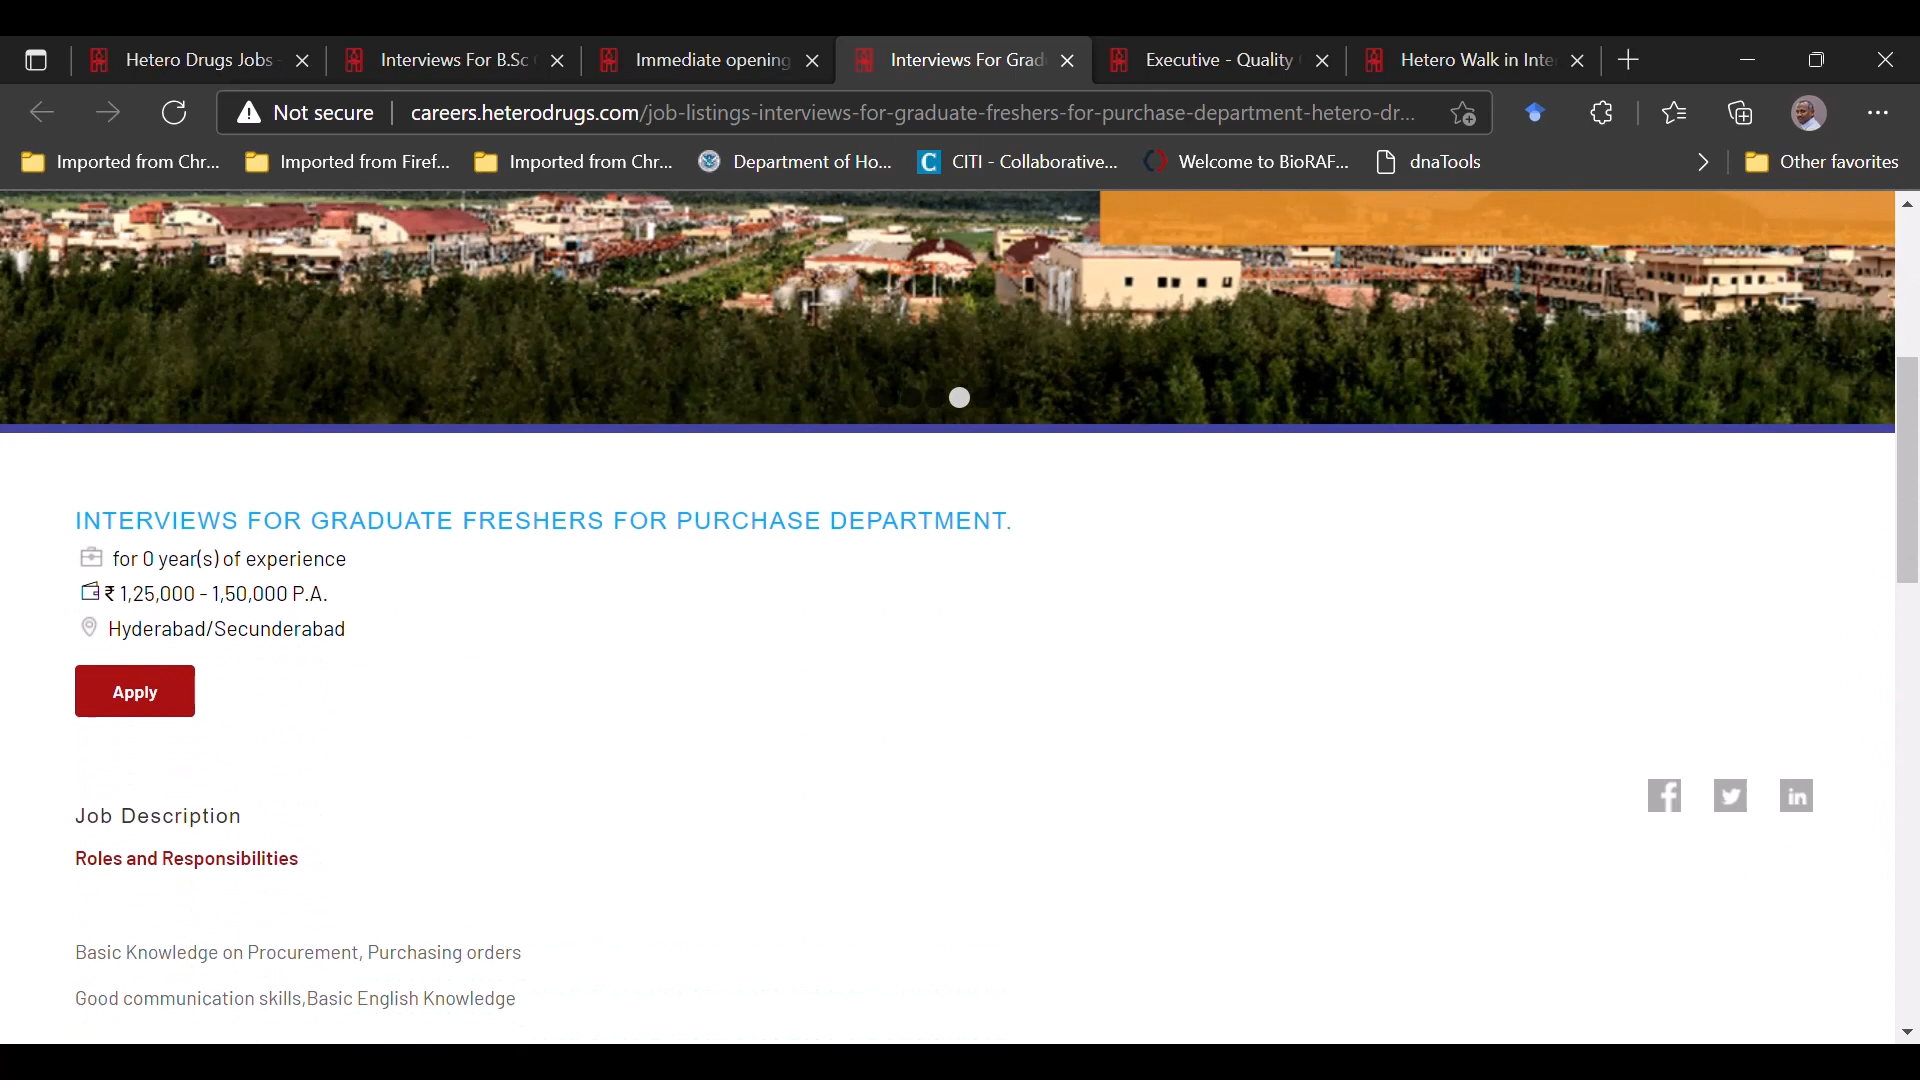 Hetero Drugs Jobs
Interviews For B.Sc
Immediate opening
Interviews For Grad
Executive - Quality
Hetero Walk in Inte
Not secure
careers.heterodrugs.com/job-listings-interviews-for-graduate-freshers-for-purchase-department-hetero-dr...
Imported from Chr...
Imported from Firef...
Imported from Chr...
Department of Ho...
C
CITI - Collaborative...
Welcome to BioRAF...
dnaTools
Other favorites
INTERVIEWS FOR GRADUATE FRESHERS FOR PURCHASE DEPARTMENT.
for 0 year(s) of experience
₹ 1,25,000 - 1,50,000 P.A.
Hyderabad/Secunderabad
Apply
Job Description
Roles and Responsibilities
Basic Knowledge on Procurement, Purchasing orders
Good communication skills,Basic English Knowledge